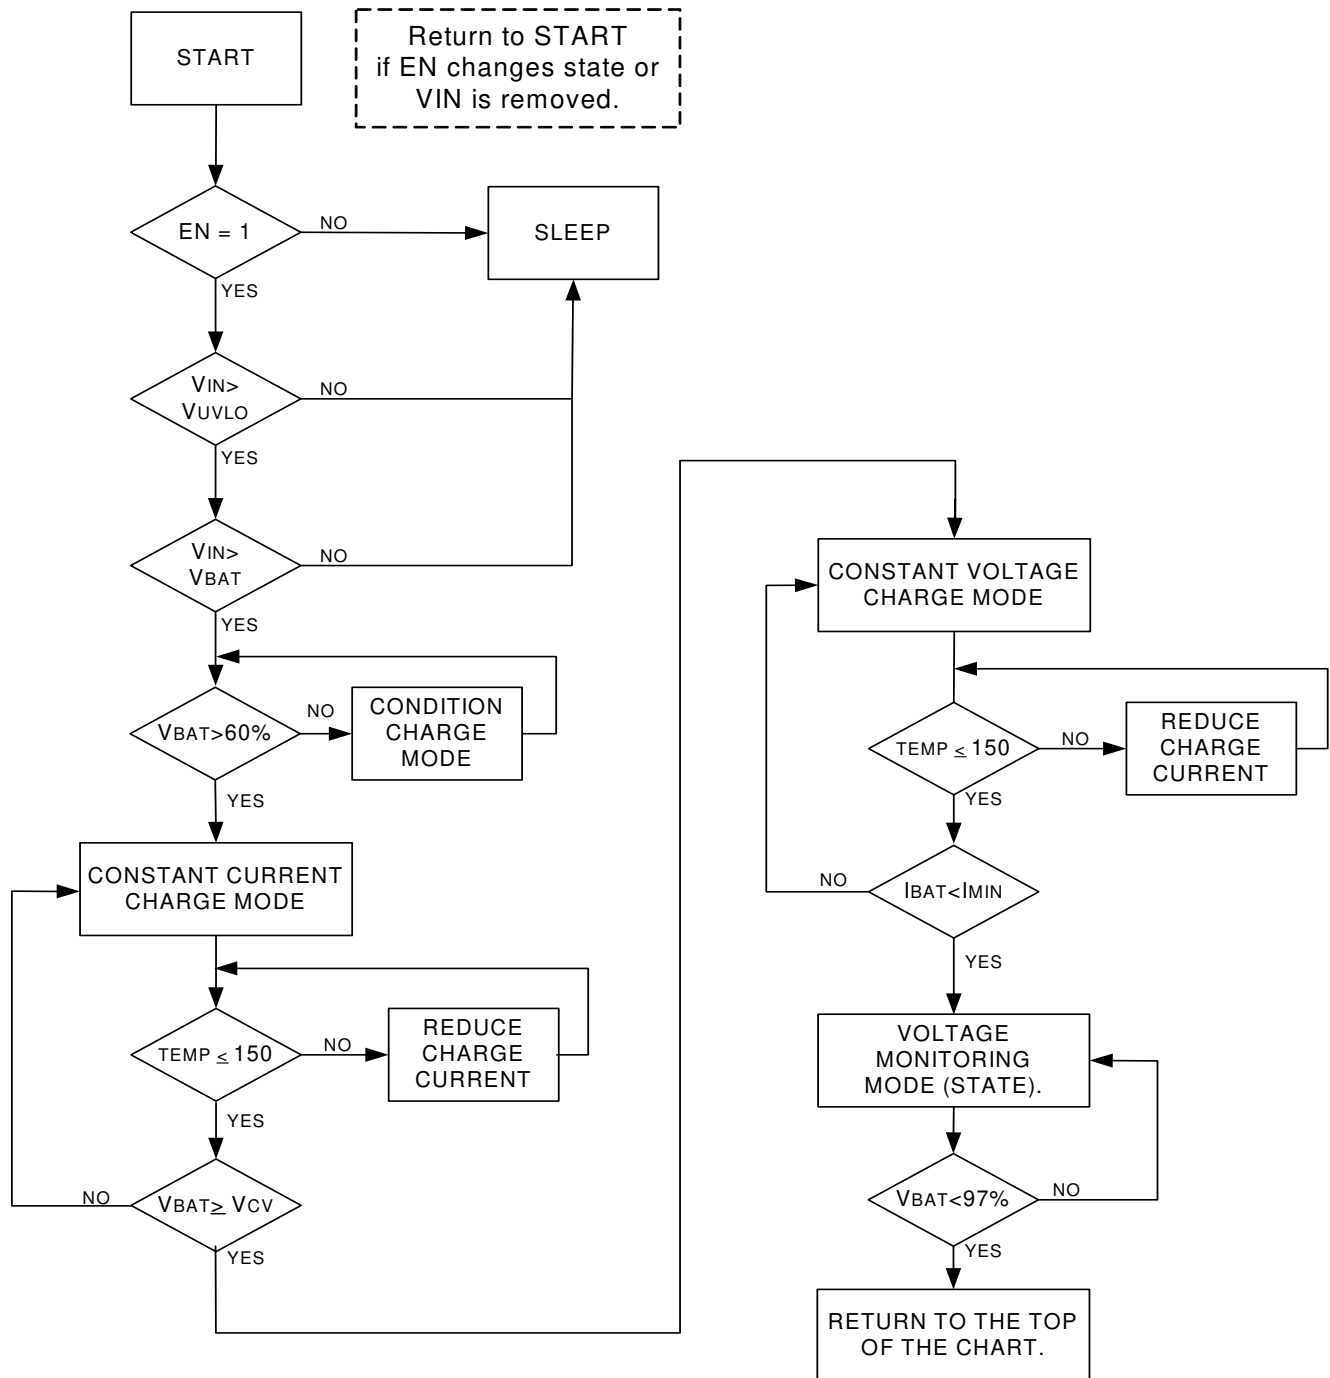 START
Return to START
if EN changes state or
VIN is removed.
EN = 1
NO
SLEEP
YES
VIN>
VUVLO
NO
YES
VIN>
VBAT
NO
YES
VBAT>60%
NO
CONDITION
CHARGE
MODE
YES
CONSTANT CURRENT
CHARGE MODE
TEMP ≤ 150
NO
REDUCE
CHARGE
CURRENT
YES
VBAT≥ VCV
NO
YES
CONSTANT VOLTAGE
CHARGE MODE
TEMP ≤ 150
NO
REDUCE
CHARGE
CURRENT
YES
IBAT<IMIN
NO
YES
VOLTAGE
MONITORING
MODE (STATE).
VBAT<97%
NO
YES
RETURN TO THE TOP
OF THE CHART.